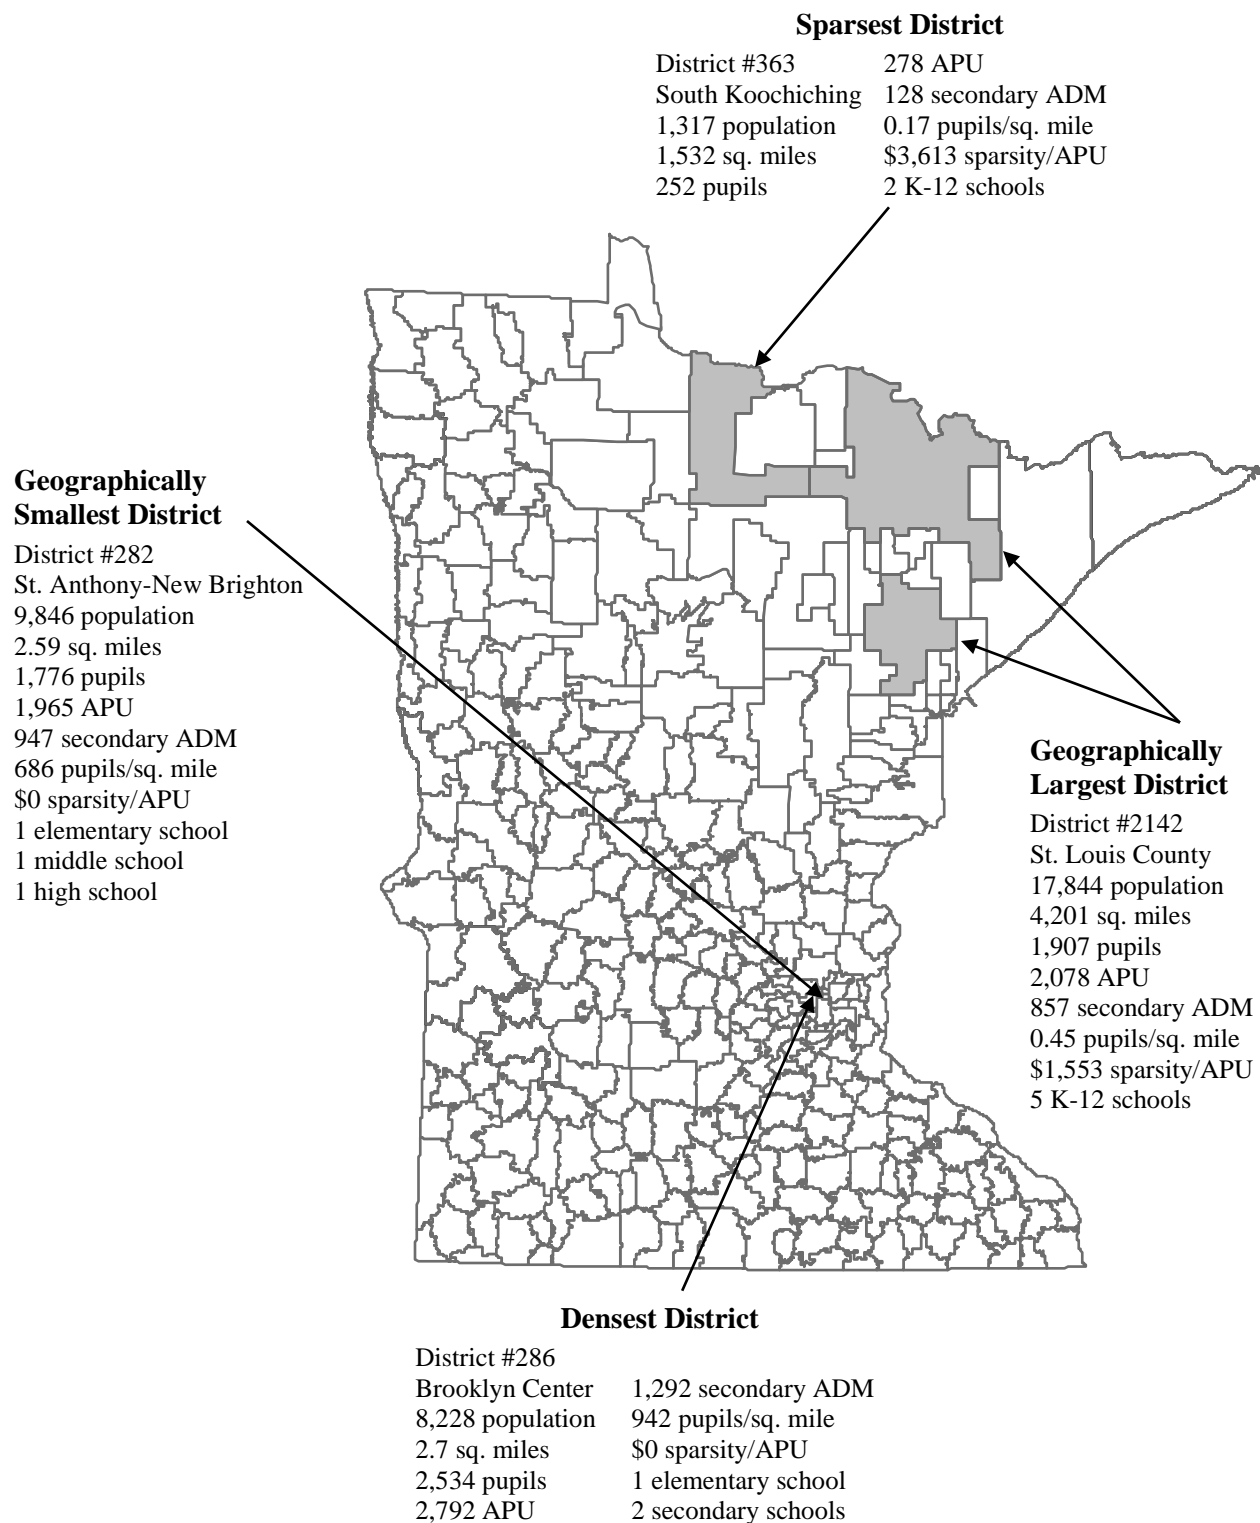 Sparsest District
District #363
South Koochiching
1,317 population
1,532 sq. miles
252 pupils
278 APU
128 secondary ADM
0.17 pupils/sq. mile
$3,613 sparsity/APU
2 K-12 schools
Geographically
Smallest District
District #282
St. Anthony-New Brighton
9,846 population
2.59 sq. miles
1,776 pupils
1,965 APU
947 secondary ADM
686 pupils/sq. mile
$0 sparsity/APU
1 elementary school
1 middle school
1 high school
Geographically
Largest District
District #2142
St. Louis County
17,844 population
4,201 sq. miles
1,907 pupils
2,078 APU
857 secondary ADM
0.45 pupils/sq. mile
$1,553 sparsity/APU
5 K-12 schools
Densest District
District #286
Brooklyn Center
8,228 population
2.7 sq. miles
2,534 pupils
2,792 APU
1,292 secondary ADM
942 pupils/sq. mile
$0 sparsity/APU
1 elementary school
2 secondary schools